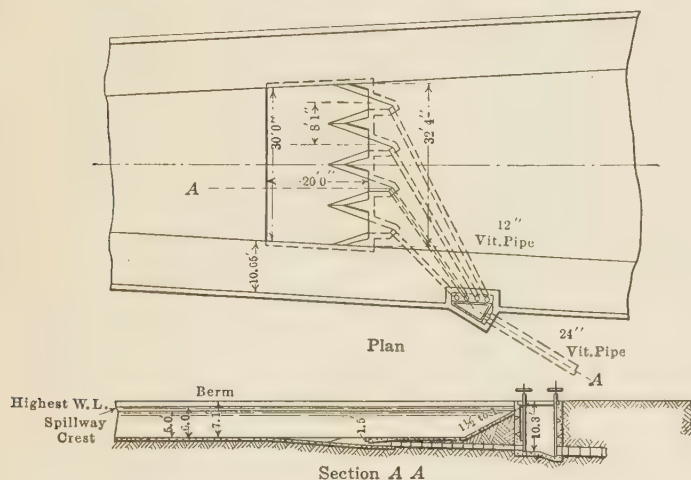 8'1"
30'0"
32'4"
A
20'0"
12"
Vit.Pipe
10.65'
Plan
24"
Vit.Pipe
A
Berm
Highest W.L.
Spillway
Crest
5.0'
6.0'
7.1'
1.5'
1½ to 1
10.3'
Section A A